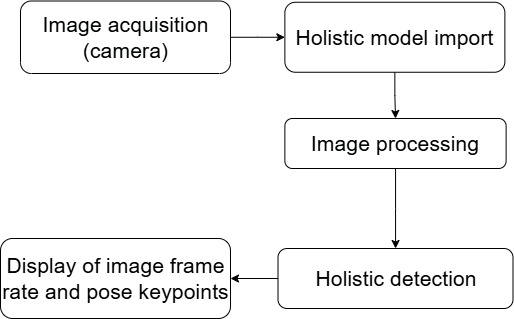 Image acquisition
(camera)
Holistic model import
Image processing
Holistic detection
Display of image frame
rate and pose keypoints